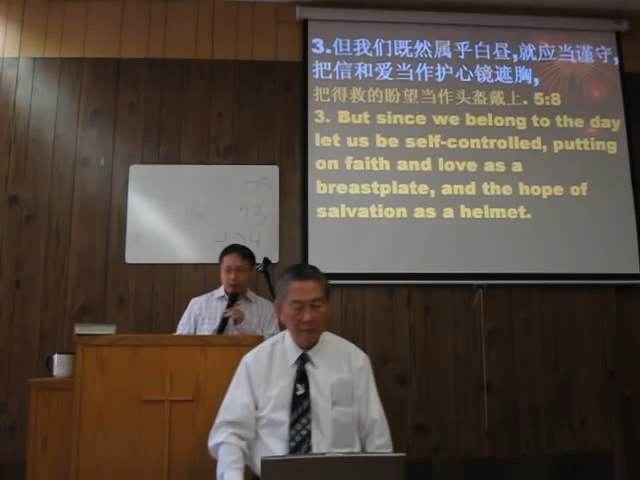 3.但我们既然属乎白昼,就应当谨守,
把信和爱当作护心镜遮胸,
把得救的盼望当作头盔戴上. 5:8
3. But since we belong to the day
let us be self-controlled, putting
on faith and love as a
breastplate, and the hope of
salvation as a helmet.
73,
424